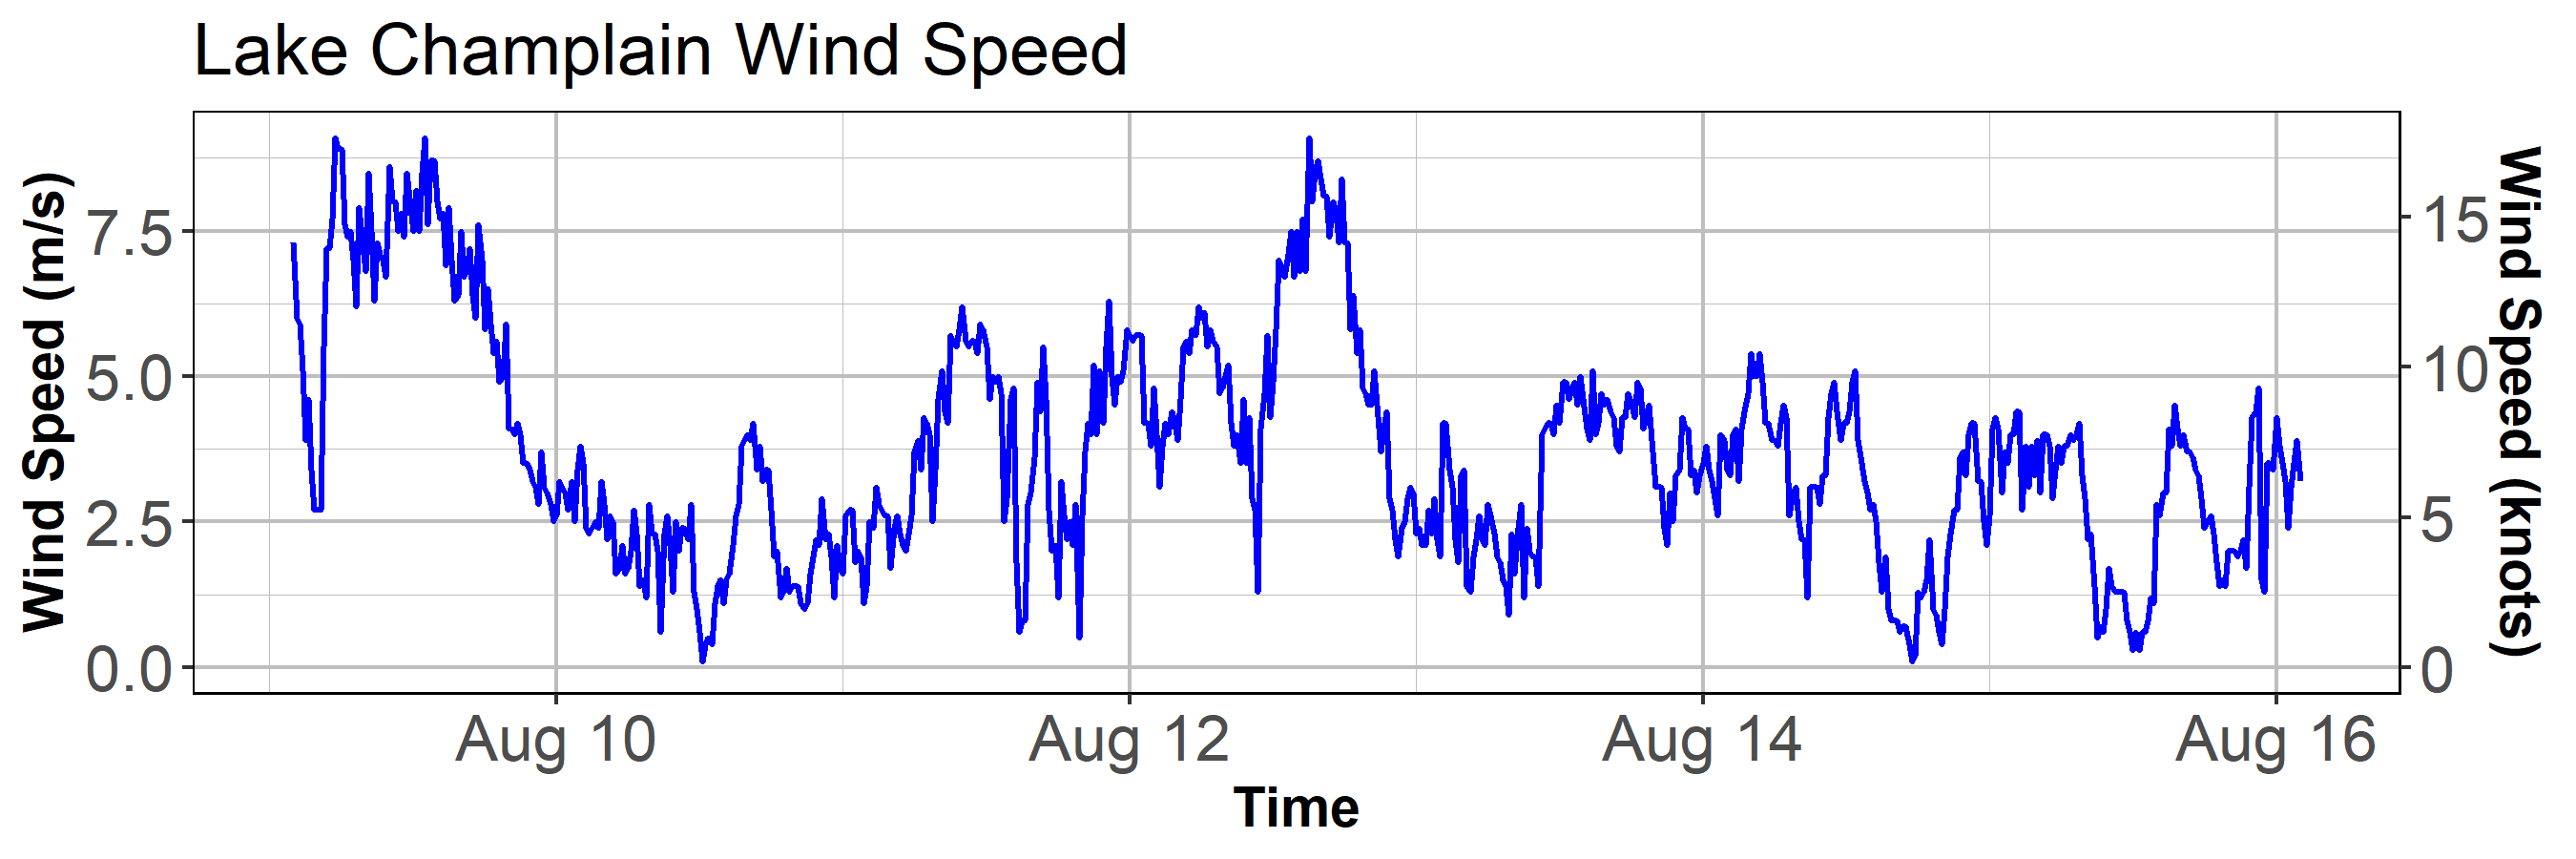 Lake Champlain Wind Speed
Wind Speed (m/s)
7.5
5.0
2.5
0.0
15
10
5
0
Wind Speed (knots)
Aug 10
Aug 12
Aug 14
Aug 16
Time